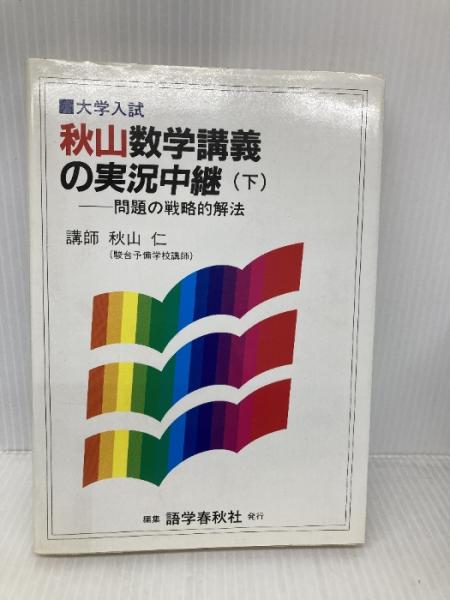 大学入試
秋山数学講義
の実況中継(下)
──問題の戦略的解法
講師 秋山 仁
(駿台予備学校講師)
編集 語学春秋社 発行